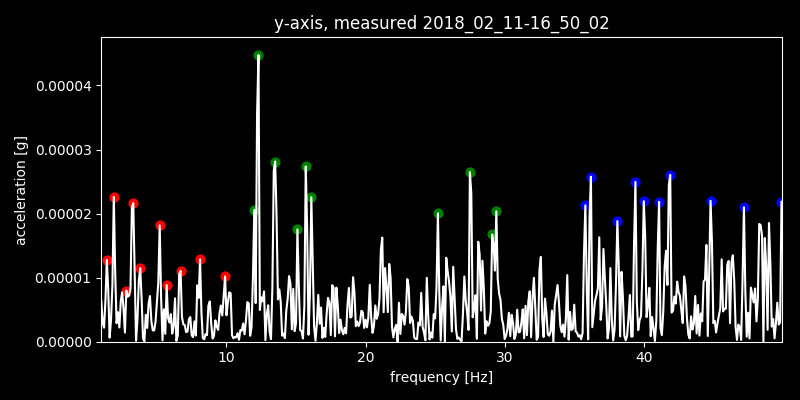 y-axis, measured 2018_02_11-16_50_02
0.00004
0.00003
0.00002
0.00001
0.00000
acceleration [g]
10 20 30 40
frequency [Hz]